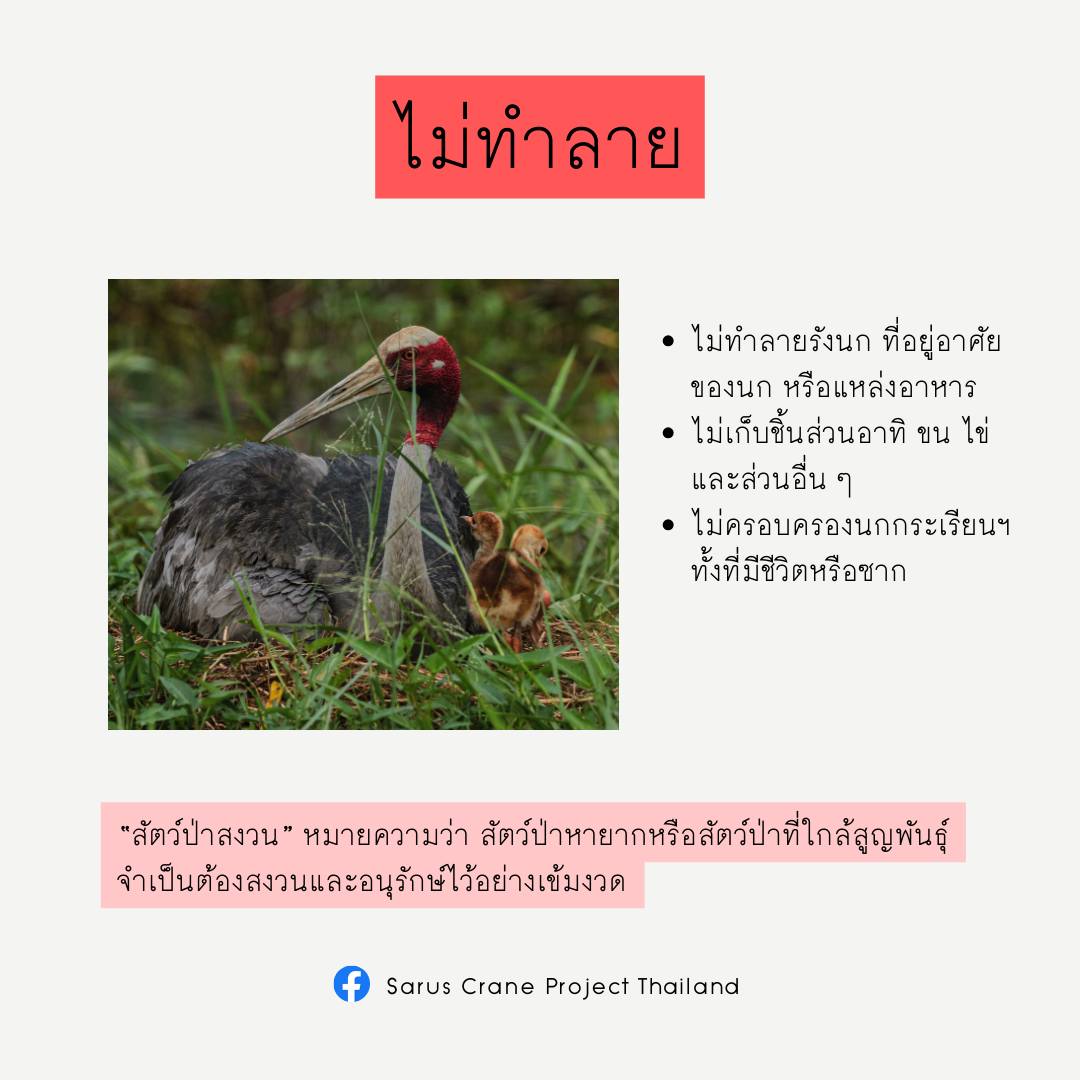 ไม่ทำลาย
• ไม่ทำลายรังนก ที่อยู่อาศัย
ของนก หรือแหล่งอาหาร
• ไม่เก็บชิ้นส่วนอาทิ ขน ไข่
และส่วนอื่น ๆ
• ไม่ครอบครองนกกระเรียนฯ
ทั้งที่มีชีวิตหรือซาก
“สัตว์ป่าสงวน” หมายความว่า สัตว์ป่าหายากหรือสัตว์ป่าที่ใกล้สูญพันธุ์
จำเป็นต้องสงวนและอนุรักษ์ไว้อย่างเข้มงวด
Sarus Crane Project Thailand